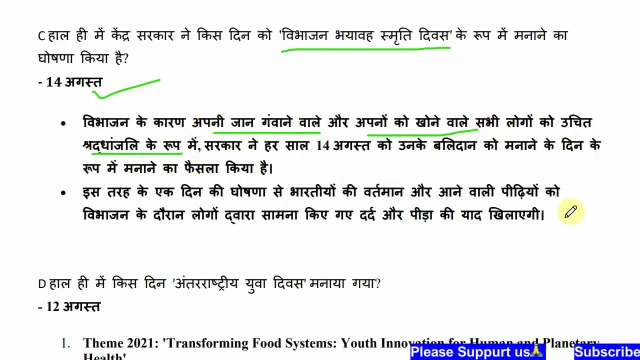 C हाल ही में केंद्र सरकार ने किस दिन को 'विभाजन भयावह स्मृति दिवस' के रूप में मनाने का
घोषणा किया है?
- 14 अगस्त
• विभाजन के कारण अपनी जान गंवाने वाले और अपनों को खोने वाले सभी लोगों को उचित
श्रद्धांजलि के रूप में, सरकार ने हर साल 14 अगस्त को उनके बलिदान को मनाने के दिन के
रूप में मनाने का फैसला किया है।
• इस तरह के एक दिन की घोषणा से भारतीयों की वर्तमान और आने वाली पीढ़ियों को
विभाजन के दौरान लोगों द्वारा सामना किए गए दर्द और पीड़ा की याद खिलाएगी।
D हाल ही में किस दिन 'अंतरराष्ट्रीय युवा दिवस' मनाया गया?
- 12 अगस्त
1. Theme 2021: 'Transforming Food Systems: Youth Innovation for Human and Planetary
Health'
Please Suppurt us🙏 Subscribe